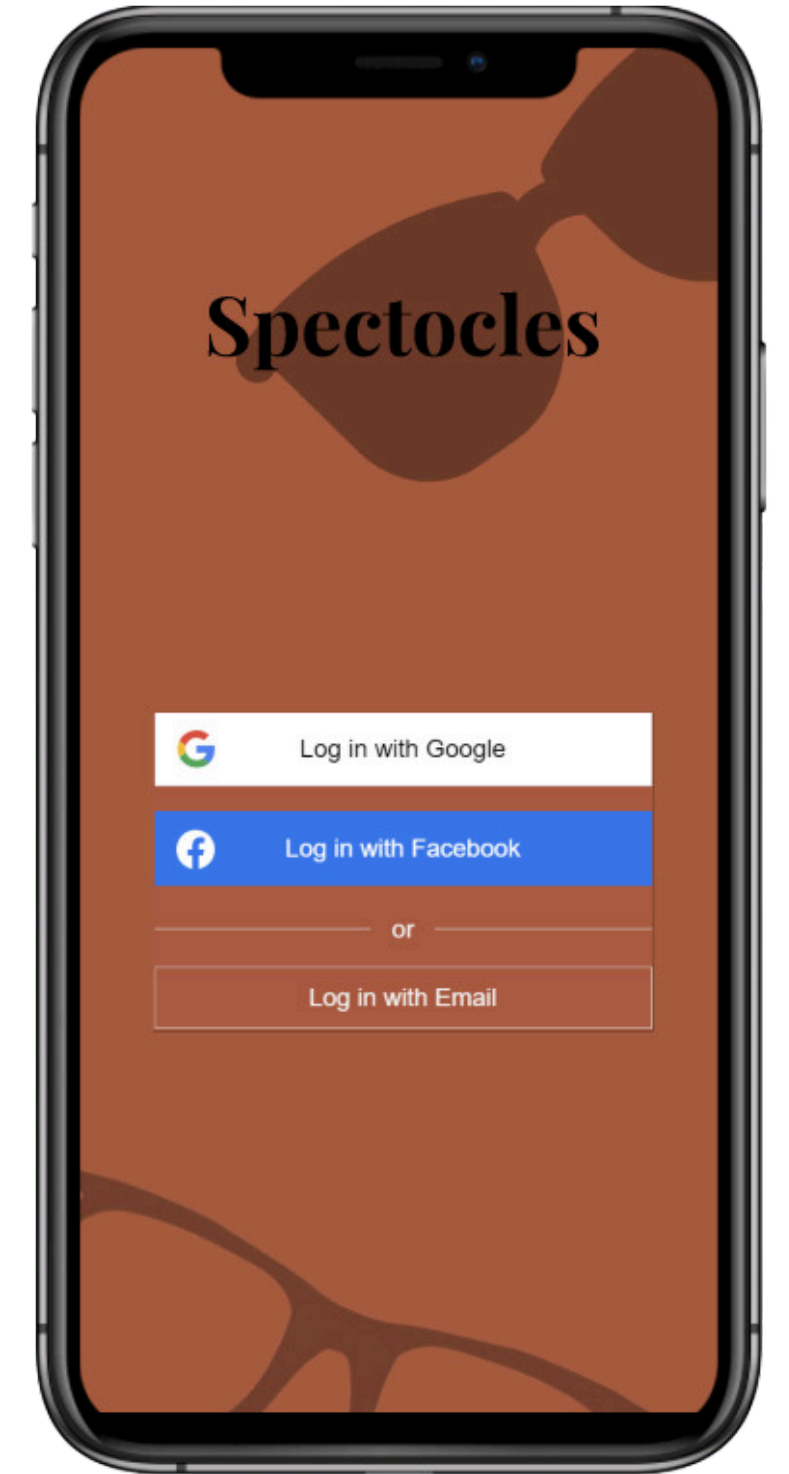 Spectocles
Log in with Google
Log in with Facebook
or
Log in with Email